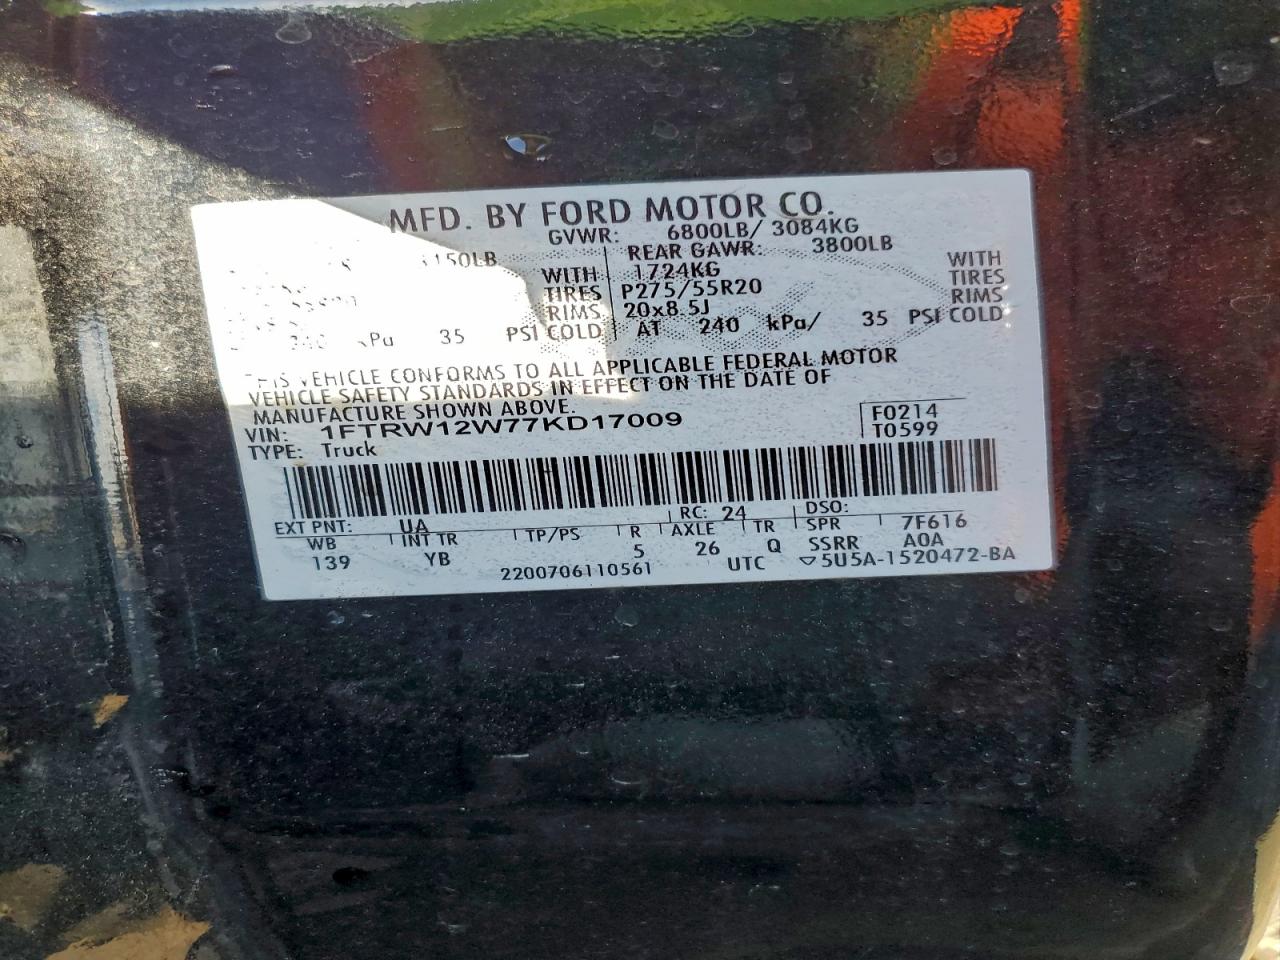 MFD. BY FORD MOTOR CO.
GVWR: 6800LB/ 3084KG
REAR GAWR: 3800LB
1724KG WITH
WITH P275/55R20 TIRES
TIRES 20x8.5J RIMS
RIMS AT 240 kPa/ 35 PSI COLD
35 PSI COLD
VEHICLE CONFORMS TO ALL APPLICABLE FEDERAL MOTOR
VEHICLE SAFETY STANDARDS IN EFFECT ON THE DATE OF
MANUFACTURE SHOWN ABOVE.
VIN: 1FTRW12W77KD17009
F0214
TYPE: Truck
T0599
EXT PNT: UA RC: 24 DSO:
WB INT TR TP/PS R AXLE TR SPR 7F616
139 YB 5 26 Q SSRR A0A
2200706110561 UTC ▽5U5A-1520472-BA